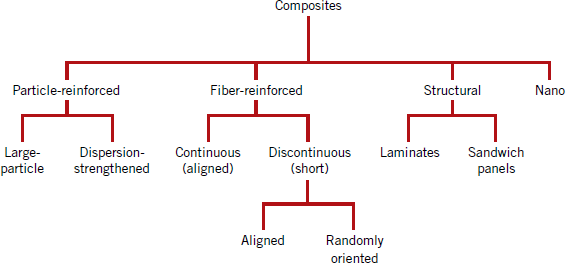 Composites
Particle-reinforced
Fiber-reinforced
Structural
Nano
Large-
particle
Dispersion-
strengthened
Continuous
(aligned)
Discontinuous
(short)
Laminates
Sandwich
panels
Aligned
Randomly
oriented